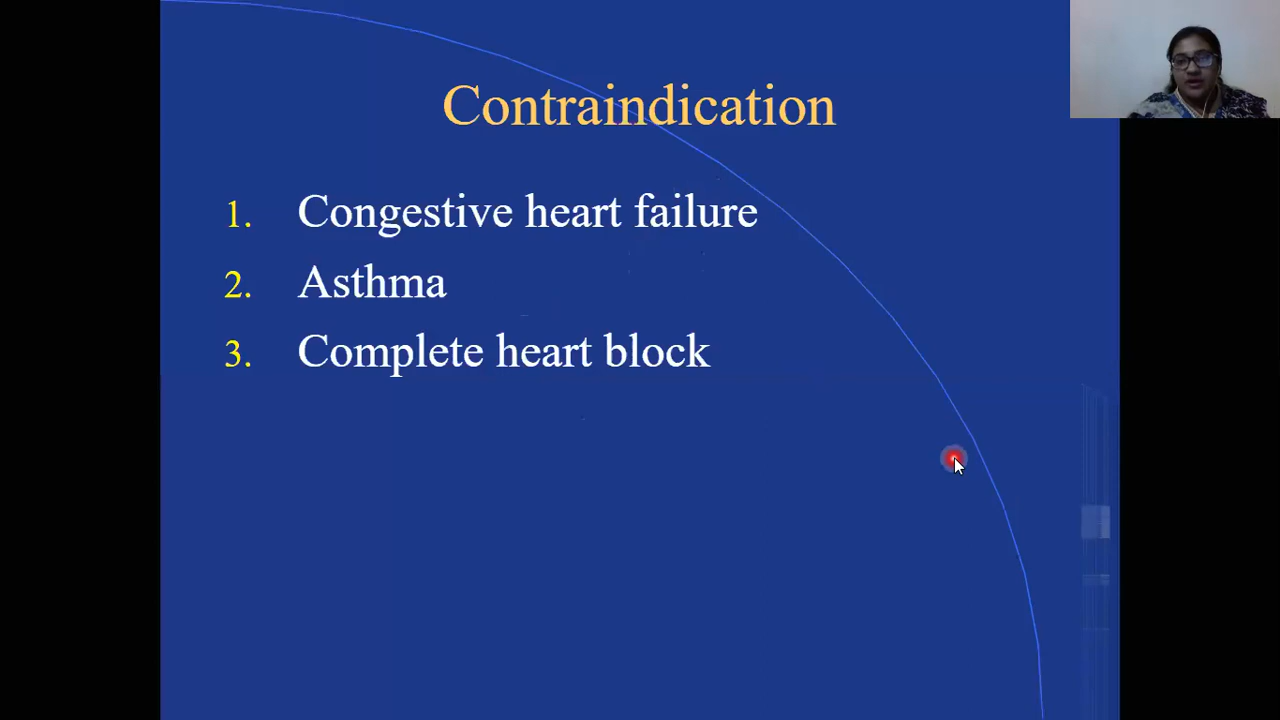 Contraindication
1. Congestive heart failure
2. Asthma
3. Complete heart block